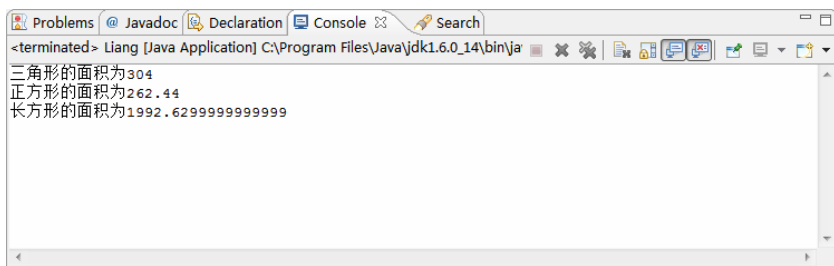 Problems @ Javadoc Declaration Console Search
<terminated> Liang [Java Application] C:\Program Files\Java\jdk1.6.0_14\bin\ja
三角形的面积为304
正方形的面积为262.44
长方形的面积为1992.6299999999999